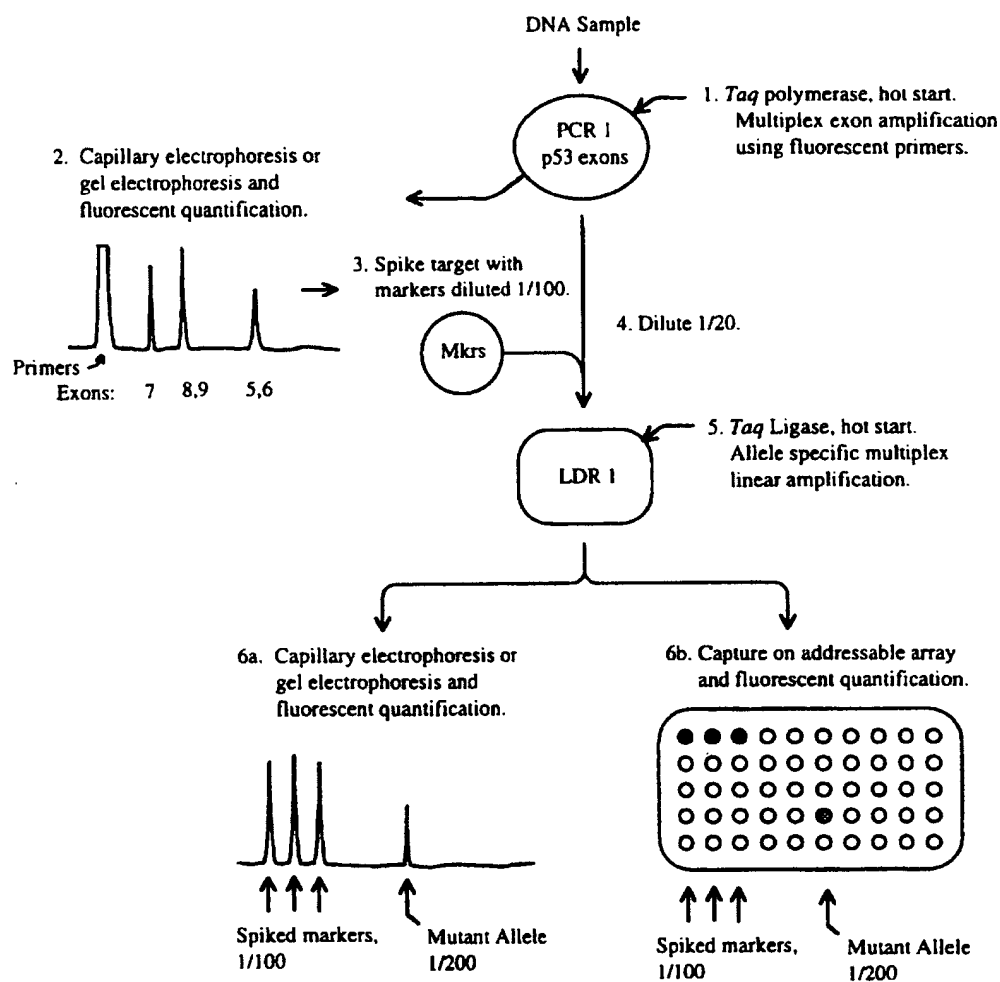 DNA Sample
PCR 1
p53 exons
1. Taq polymerase, hot start.
Multiplex exon amplification
using fluorescent primers.
2. Capillary electrophoresis or
gel electrophoresis and
fluorescent quantification.
Primers
Exons: 7 8,9 5,6
3. Spike target with
markers diluted 1/100.
Mkrs
4. Dilute 1/20.
LDR 1
5. Taq Ligase, hot start.
Allele specific multiplex
linear amplification.
6a. Capillary electrophoresis or
gel electrophoresis and
fluorescent quantification.
Spiked markers,
1/100
Mutant Allele
1/200
6b. Capture on addressable array
and fluorescent quantification.
Spiked markers,
1/100
Mutant Allele
1/200